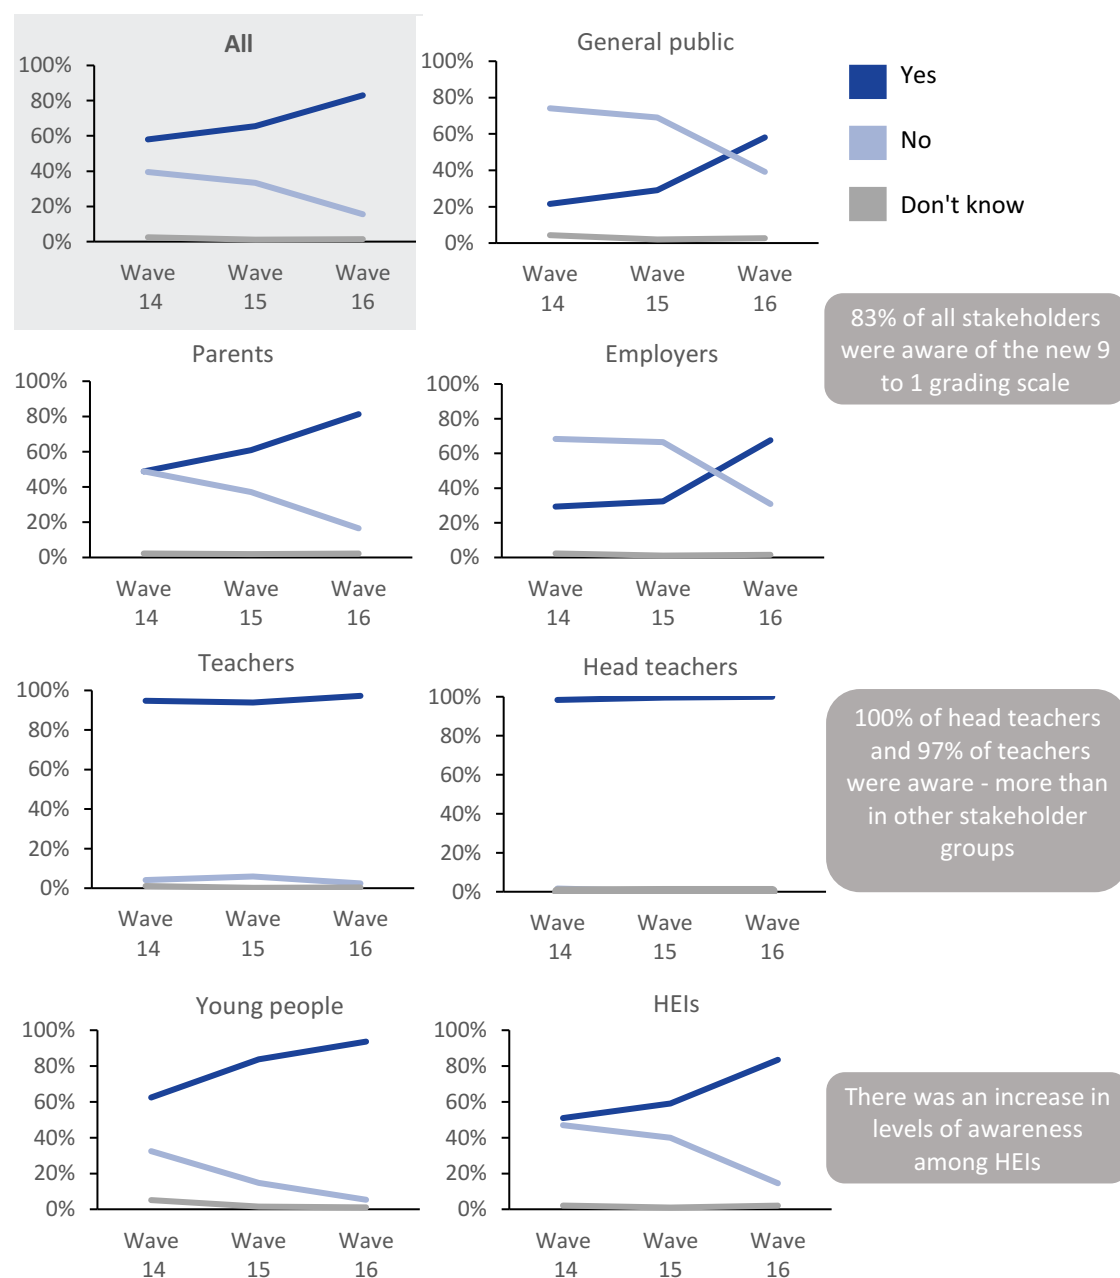 All
100%
80%
60%
40%
20%
0%
Wave
14
Wave
15
Wave
16
General public
100%
80%
60%
40%
20%
0%
Wave
14
Wave
15
Wave
16
Yes
No
Don't know
83% of all stakeholders
were aware of the new 9
to 1 grading scale
Parents
100%
80%
60%
40%
20%
0%
Wave
14
Wave
15
Wave
16
Employers
100%
80%
60%
40%
20%
0%
Wave
14
Wave
15
Wave
16
Teachers
100%
80%
60%
40%
20%
0%
Wave
14
Wave
15
Wave
16
Head teachers
100%
80%
60%
40%
20%
0%
Wave
14
Wave
15
Wave
16
100% of head teachers
and 97% of teachers
were aware - more than
in other stakeholder
groups
Young people
100%
80%
60%
40%
20%
0%
Wave
14
Wave
15
Wave
16
HEIs
100%
80%
60%
40%
20%
0%
Wave
14
Wave
15
Wave
16
There was an increase in
levels of awareness
among HEIs